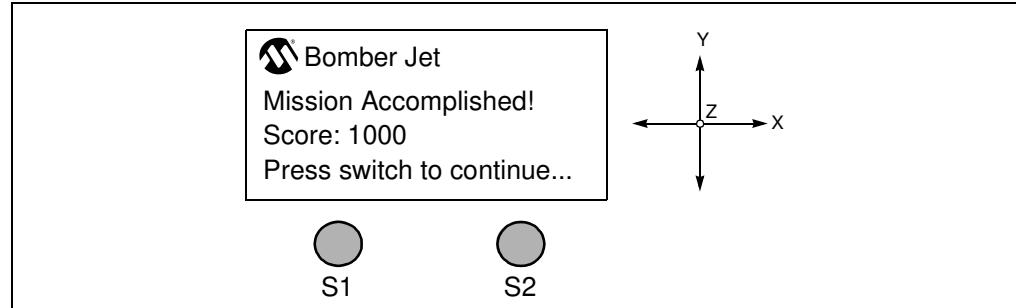 Bomber Jet
Mission Accomplished!
Score: 1000
Press switch to continue...
Y
Z
X
S1
S2